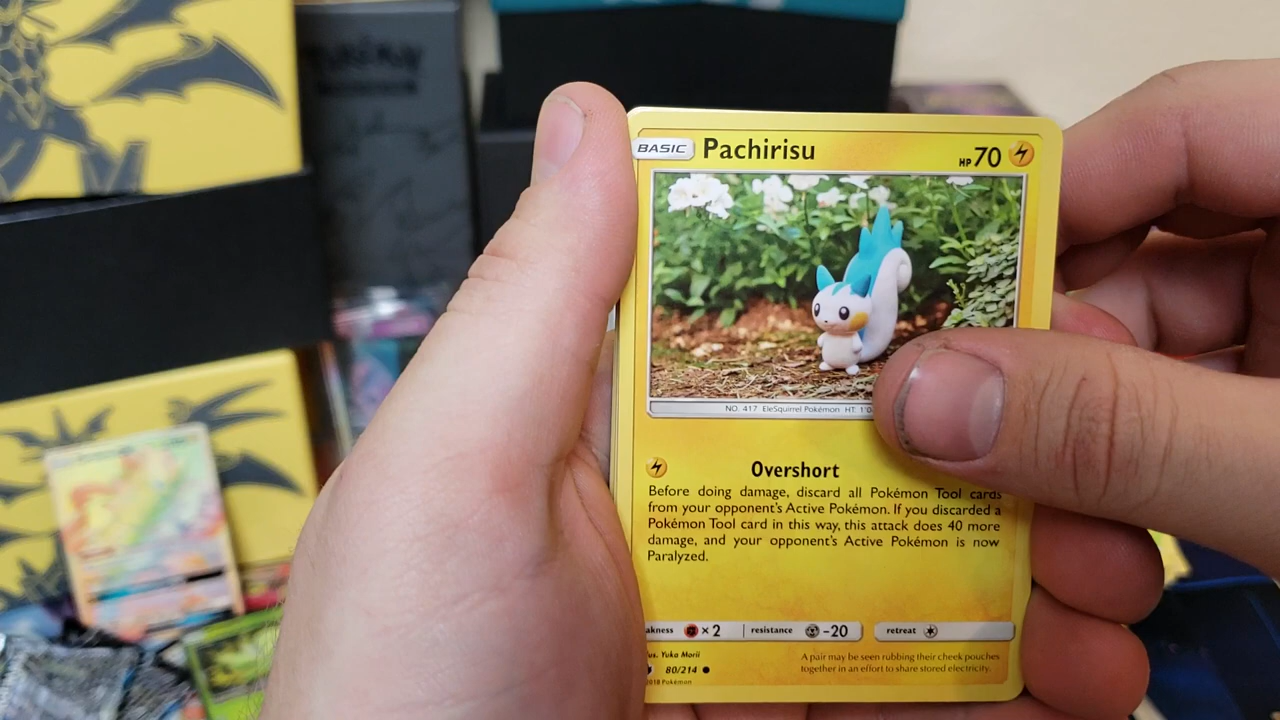 BASIC Pachirisu HP 70
NO. 417 EleSquirrel Pokémon HT: 1'0
Overshort
Before doing damage, discard all Pokémon Tool cards
from your opponent's Active Pokémon. If you discarded a
Pokémon Tool card in this way, this attack does 40 more
damage, and your opponent's Active Pokémon is now
Paralyzed.
akness ×2 resistance -20 retreat
lus. Yuka Morii
80/214
2018 Pokémon
A pair may be seen rubbing their cheek pouches
together in an effort to share stored electricity.